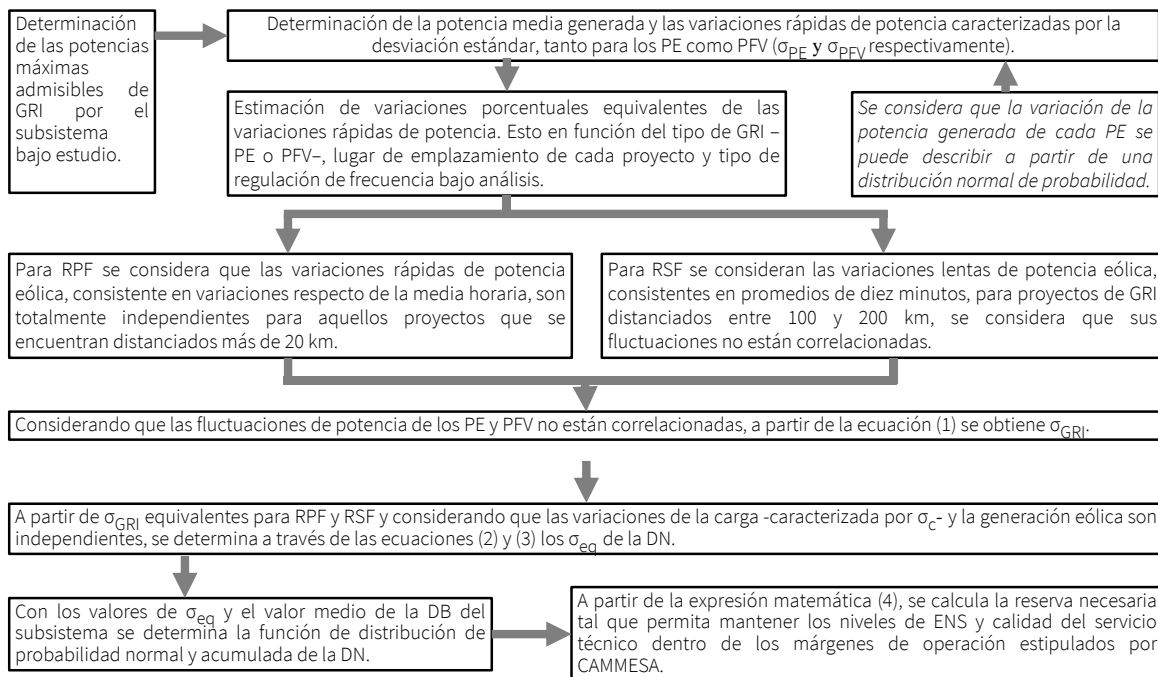 Determinación
de las potencias
máximas
admisibles de
GRI por el
subsistema
bajo estudio.
Determinación de la potencia media generada y las variaciones rápidas de potencia caracterizadas por la
desviación estándar, tanto para los PE como PFV (σPE y σPFV respectivamente).
Estimación de variaciones porcentuales equivalentes de las
variaciones rápidas de potencia. Esto en función del tipo de GRI –
PE o PFV–, lugar de emplazamiento de cada proyecto y tipo de
regulación de frecuencia bajo análisis.
Se considera que la variación de la
potencia generada de cada PE se
puede describir a partir de una
distribución normal de probabilidad.
Para RPF se considera que las variaciones rápidas de potencia
eólica, consistente en variaciones respecto de la media horaria, son
totalmente independientes para aquellos proyectos que se
encuentran distanciados más de 20 km.
Para RSF se consideran las variaciones lentas de potencia eólica,
consistentes en promedios de diez minutos, para proyectos de GRI
distanciados entre 100 y 200 km, se considera que sus
fluctuaciones no están correlacionadas.
Considerando que las fluctuaciones de potencia de los PE y PFV no están correlacionadas, a partir de la ecuación (1) se obtiene σGRI.
A partir de σGRI equivalentes para RPF y RSF y considerando que las variaciones de la carga -caracterizada por σc- y la generación eólica son
independientes, se determina a través de las ecuaciones (2) y (3) los σeq de la DN.
Con los valores de σeq y el valor medio de la DB del
subsistema se determina la función de distribución de
probabilidad normal y acumulada de la DN.
A partir de la expresión matemática (4), se calcula la reserva necesaria
tal que permita mantener los niveles de ENS y calidad del servicio
técnico dentro de los márgenes de operación estipulados por
CAMMESA.